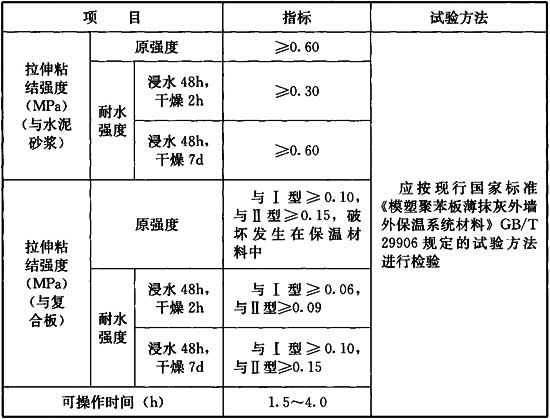 项　目
指标
试验方法
拉伸粘
结强度
(MPa)
(与水泥
砂浆)
原强度
≥0.60
耐水
强度
浸水 48h，
干燥 2h
≥0.30
浸水 48h，
干燥 7d
≥0.60
拉伸粘
结强度
(MPa)
(与复
合板)
原强度
与Ⅰ型≥0.10，
与Ⅱ型≥0.15，破
坏发生在保温材
料中
耐水
强度
浸水 48h，
干燥 2h
与Ⅰ型≥0.06，
与Ⅱ型≥0.09
浸水 48h，
干燥 7d
与Ⅰ型≥0.10，
与Ⅱ型≥0.15
可操作时间（h）
1.5～4.0
应按现行国家标准
《模塑聚苯板薄抹灰外墙
外保温系统材料》GB/T
29906 规定的试验方法
进行检验